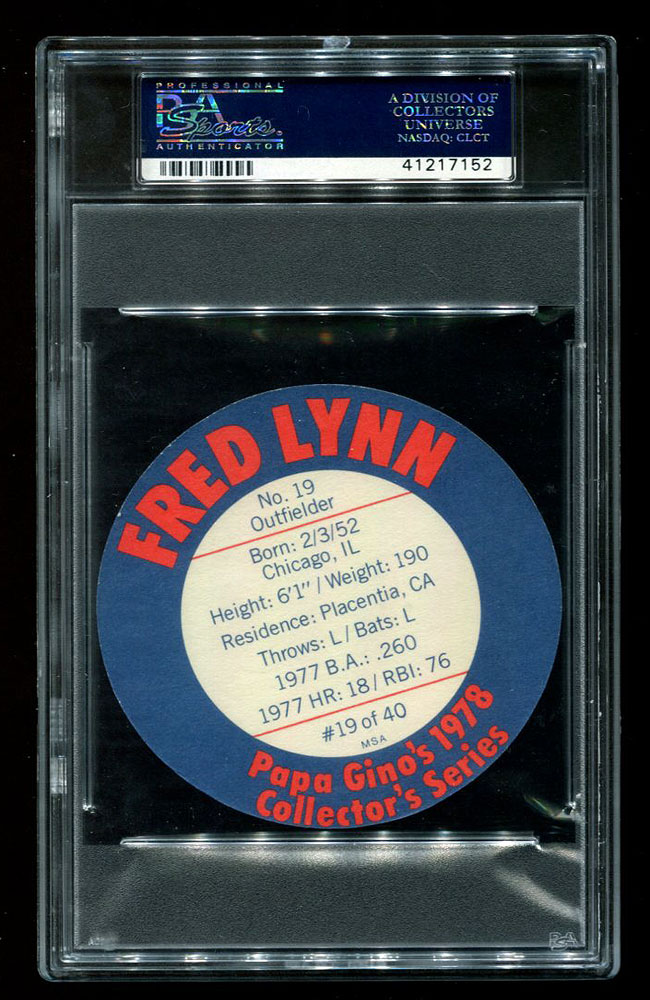 PROFESSIONAL
PSA
Sports.
AUTHENTICATOR
A DIVISION OF
COLLECTORS
UNIVERSE
NASDAQ: CLCT
41217152
FRED LYNN
No. 19
Outfielder
Born: 2/3/52
Chicago, IL
Height: 6'1" / Weight: 190
Residence: Placentia, CA
Throws: L / Bats: L
1977 B.A.: .260
1977 HR: 18 / RBI: 76
#19 of 40
MSA
Papa Gino's 1978
Collector's Series
PSA